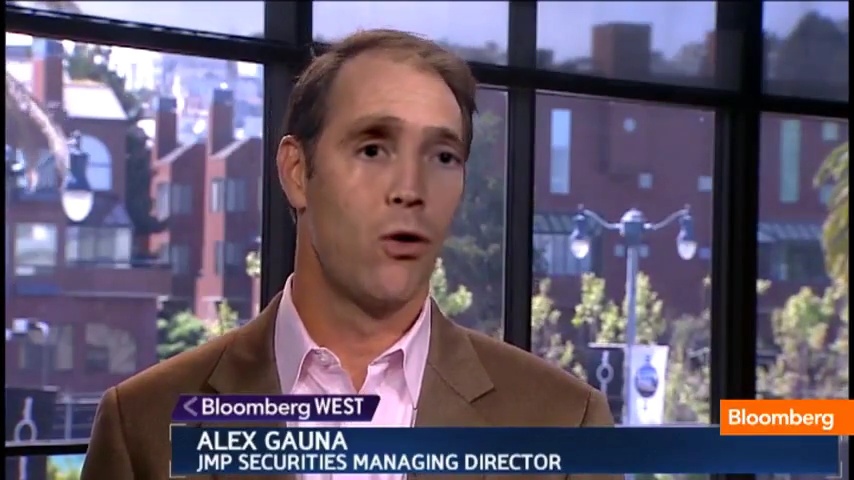 Bloomberg WEST
Bloomberg
ALEX GAUNA
JMP SECURITIES MANAGING DIRECTOR